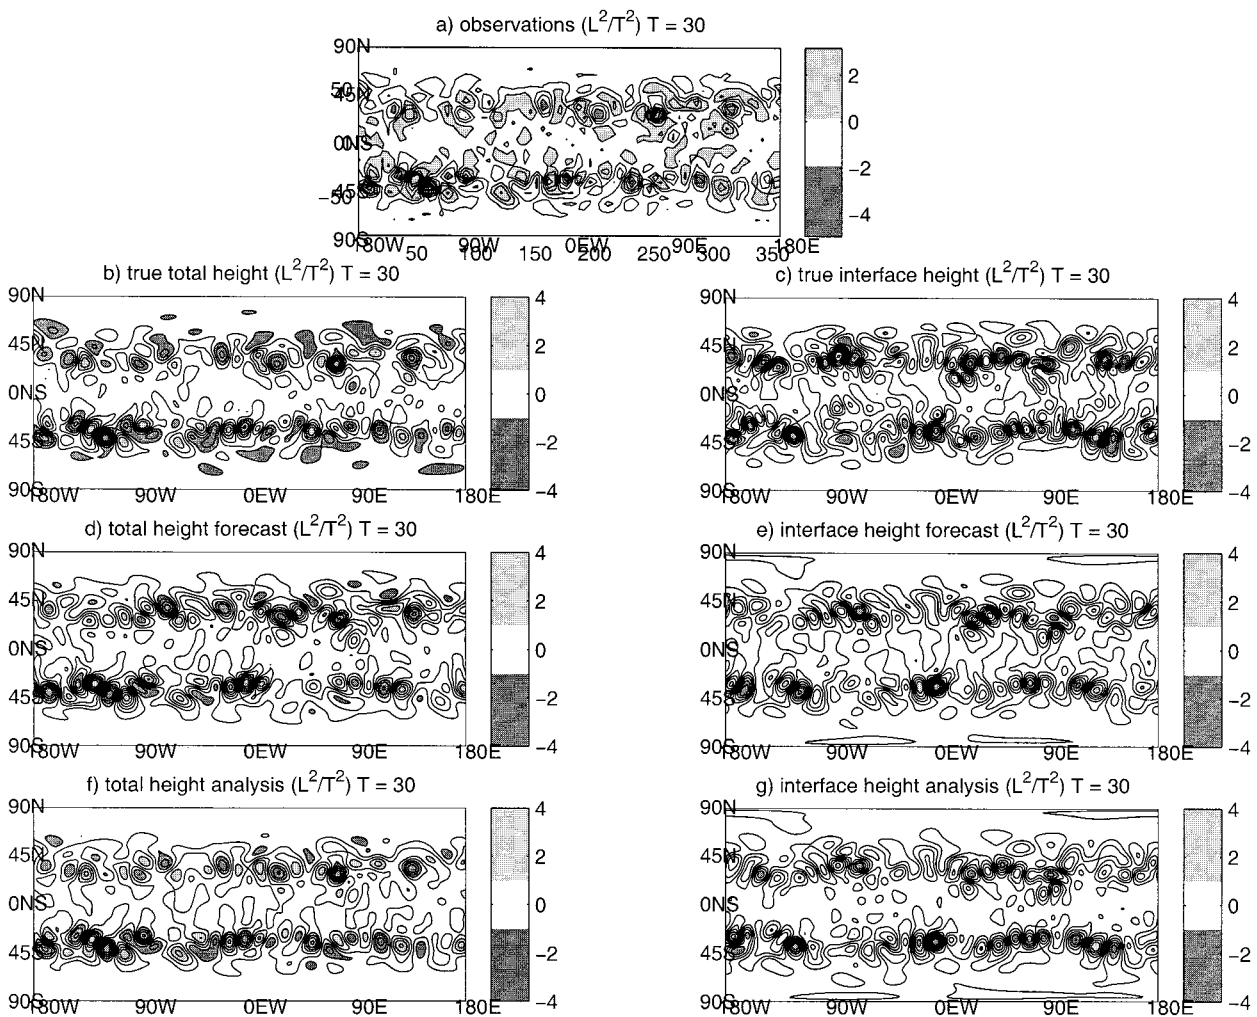 a) observations (L²/T²) T = 30
90N
50
45N
0
0NS
−50
45S
90S
180W 90W 0EW 90E 180E
50 100 150 200 250 300 350
2
0
−2
−4
b) true total height (L²/T²) T = 30
90N
45N
0NS
45S
90S
180W 90W 0EW 90E 180E
4
2
0
−2
−4
c) true interface height (L²/T²) T = 30
90N
45N
0NS
45S
90S
180W 90W 0EW 90E 180E
4
2
0
−2
−4
d) total height forecast (L²/T²) T = 30
90N
45N
0NS
45S
90S
180W 90W 0EW 90E 180E
4
2
0
−2
−4
e) interface height forecast (L²/T²) T = 30
90N
45N
0NS
45S
90S
180W 90W 0EW 90E 180E
4
2
0
−2
−4
f) total height analysis (L²/T²) T = 30
90N
45N
0NS
45S
90S
180W 90W 0EW 90E 180E
4
2
0
−2
−4
g) interface height analysis (L²/T²) T = 30
90N
45N
0NS
45S
90S
180W 90W 0EW 90E 180E
4
2
0
−2
−4